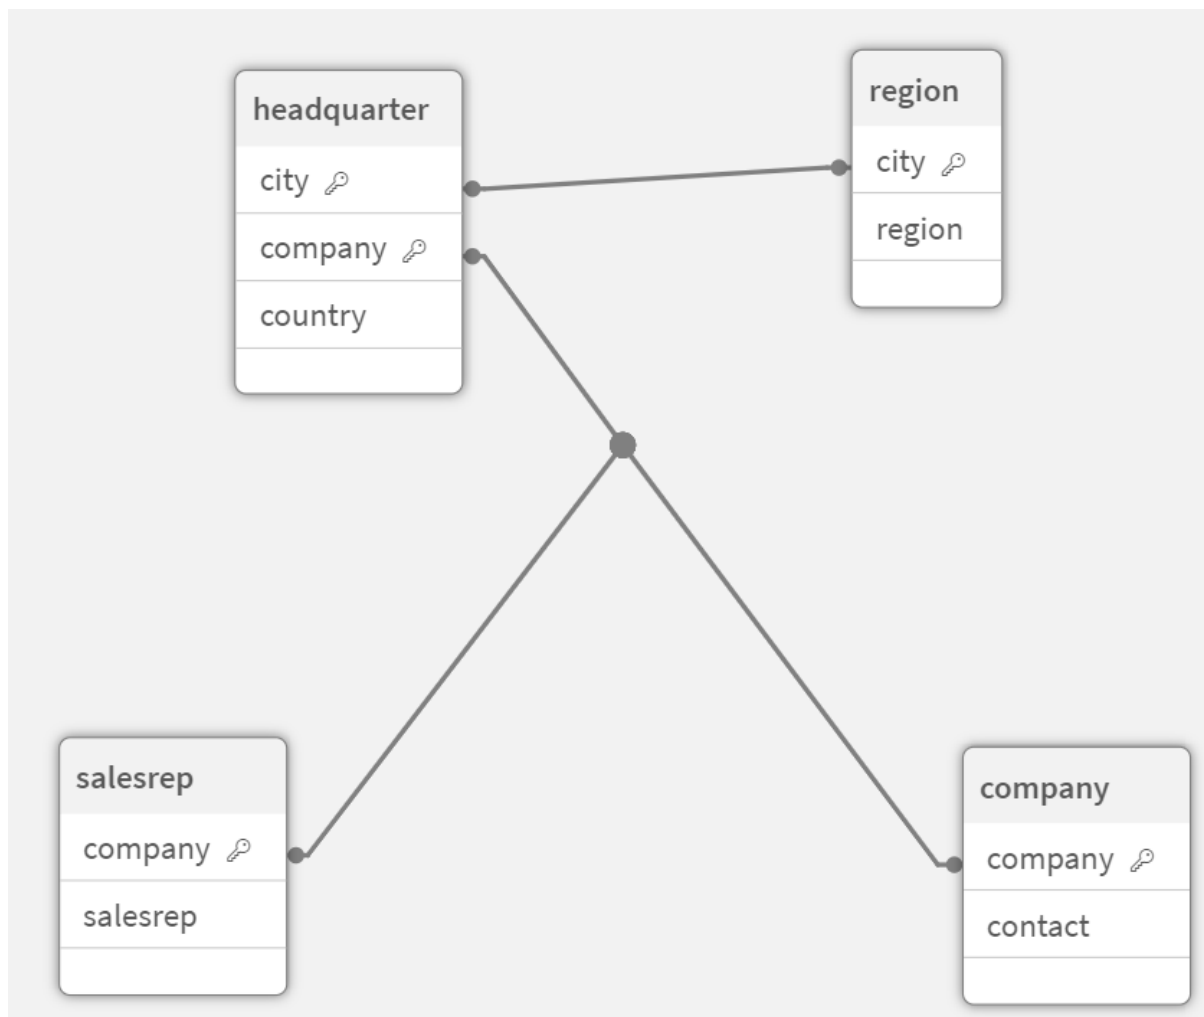 headquarter
city
company
country
region
city
region
salesrep
company
salesrep
company
company
contact